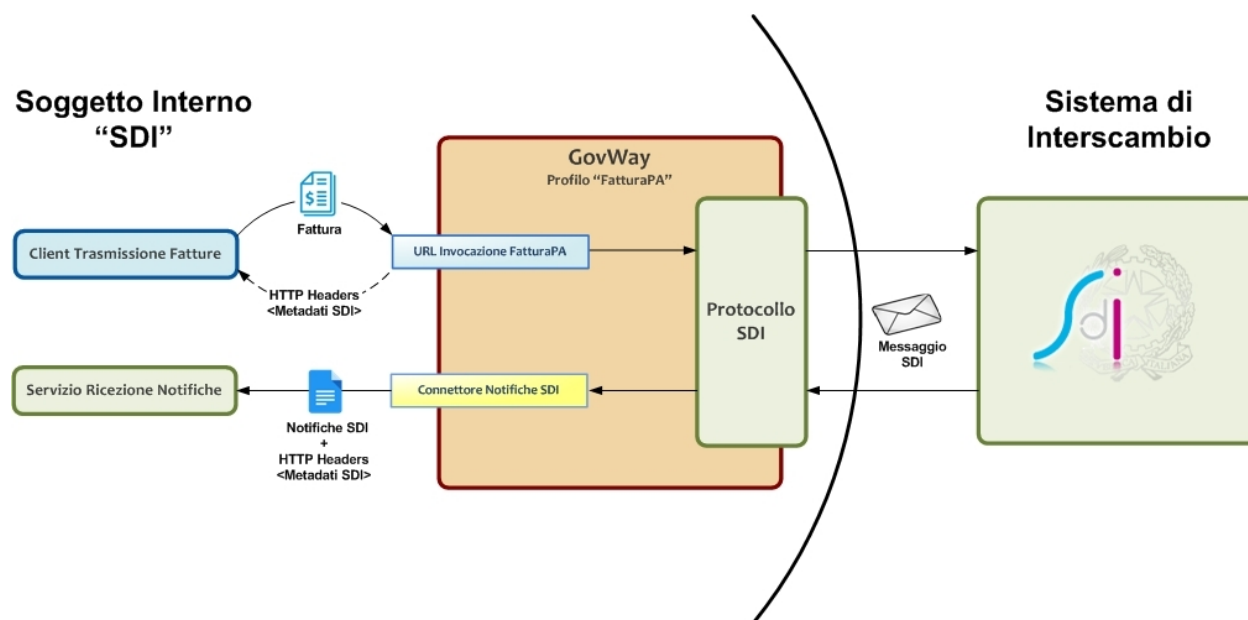 Soggetto Interno
“SDI”
Sistema di
Interscambio
GovWay
Profilo “FatturaPA”
Fattura
Client Trasmissione Fatture
URL Invocazione FatturaPA
HTTP Headers
<Metadati SDI>
Protocollo
SDI
Messaggio
SDI
Sdi
Servizio Ricezione Notifiche
Connettore Notifiche SDI
Notifiche SDI
+
HTTP Headers
<Metadati SDI>